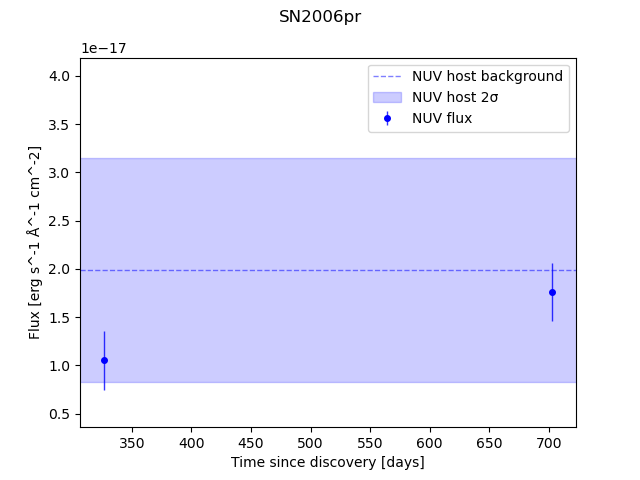 SN2006pr
1e−17
4.0
3.5
3.0
2.5
2.0
1.5
1.0
0.5
Flux [erg s^-1 Å^-1 cm^-2]
NUV host background
NUV host 2σ
NUV flux
350 400 450 500 550 600 650 700
Time since discovery [days]